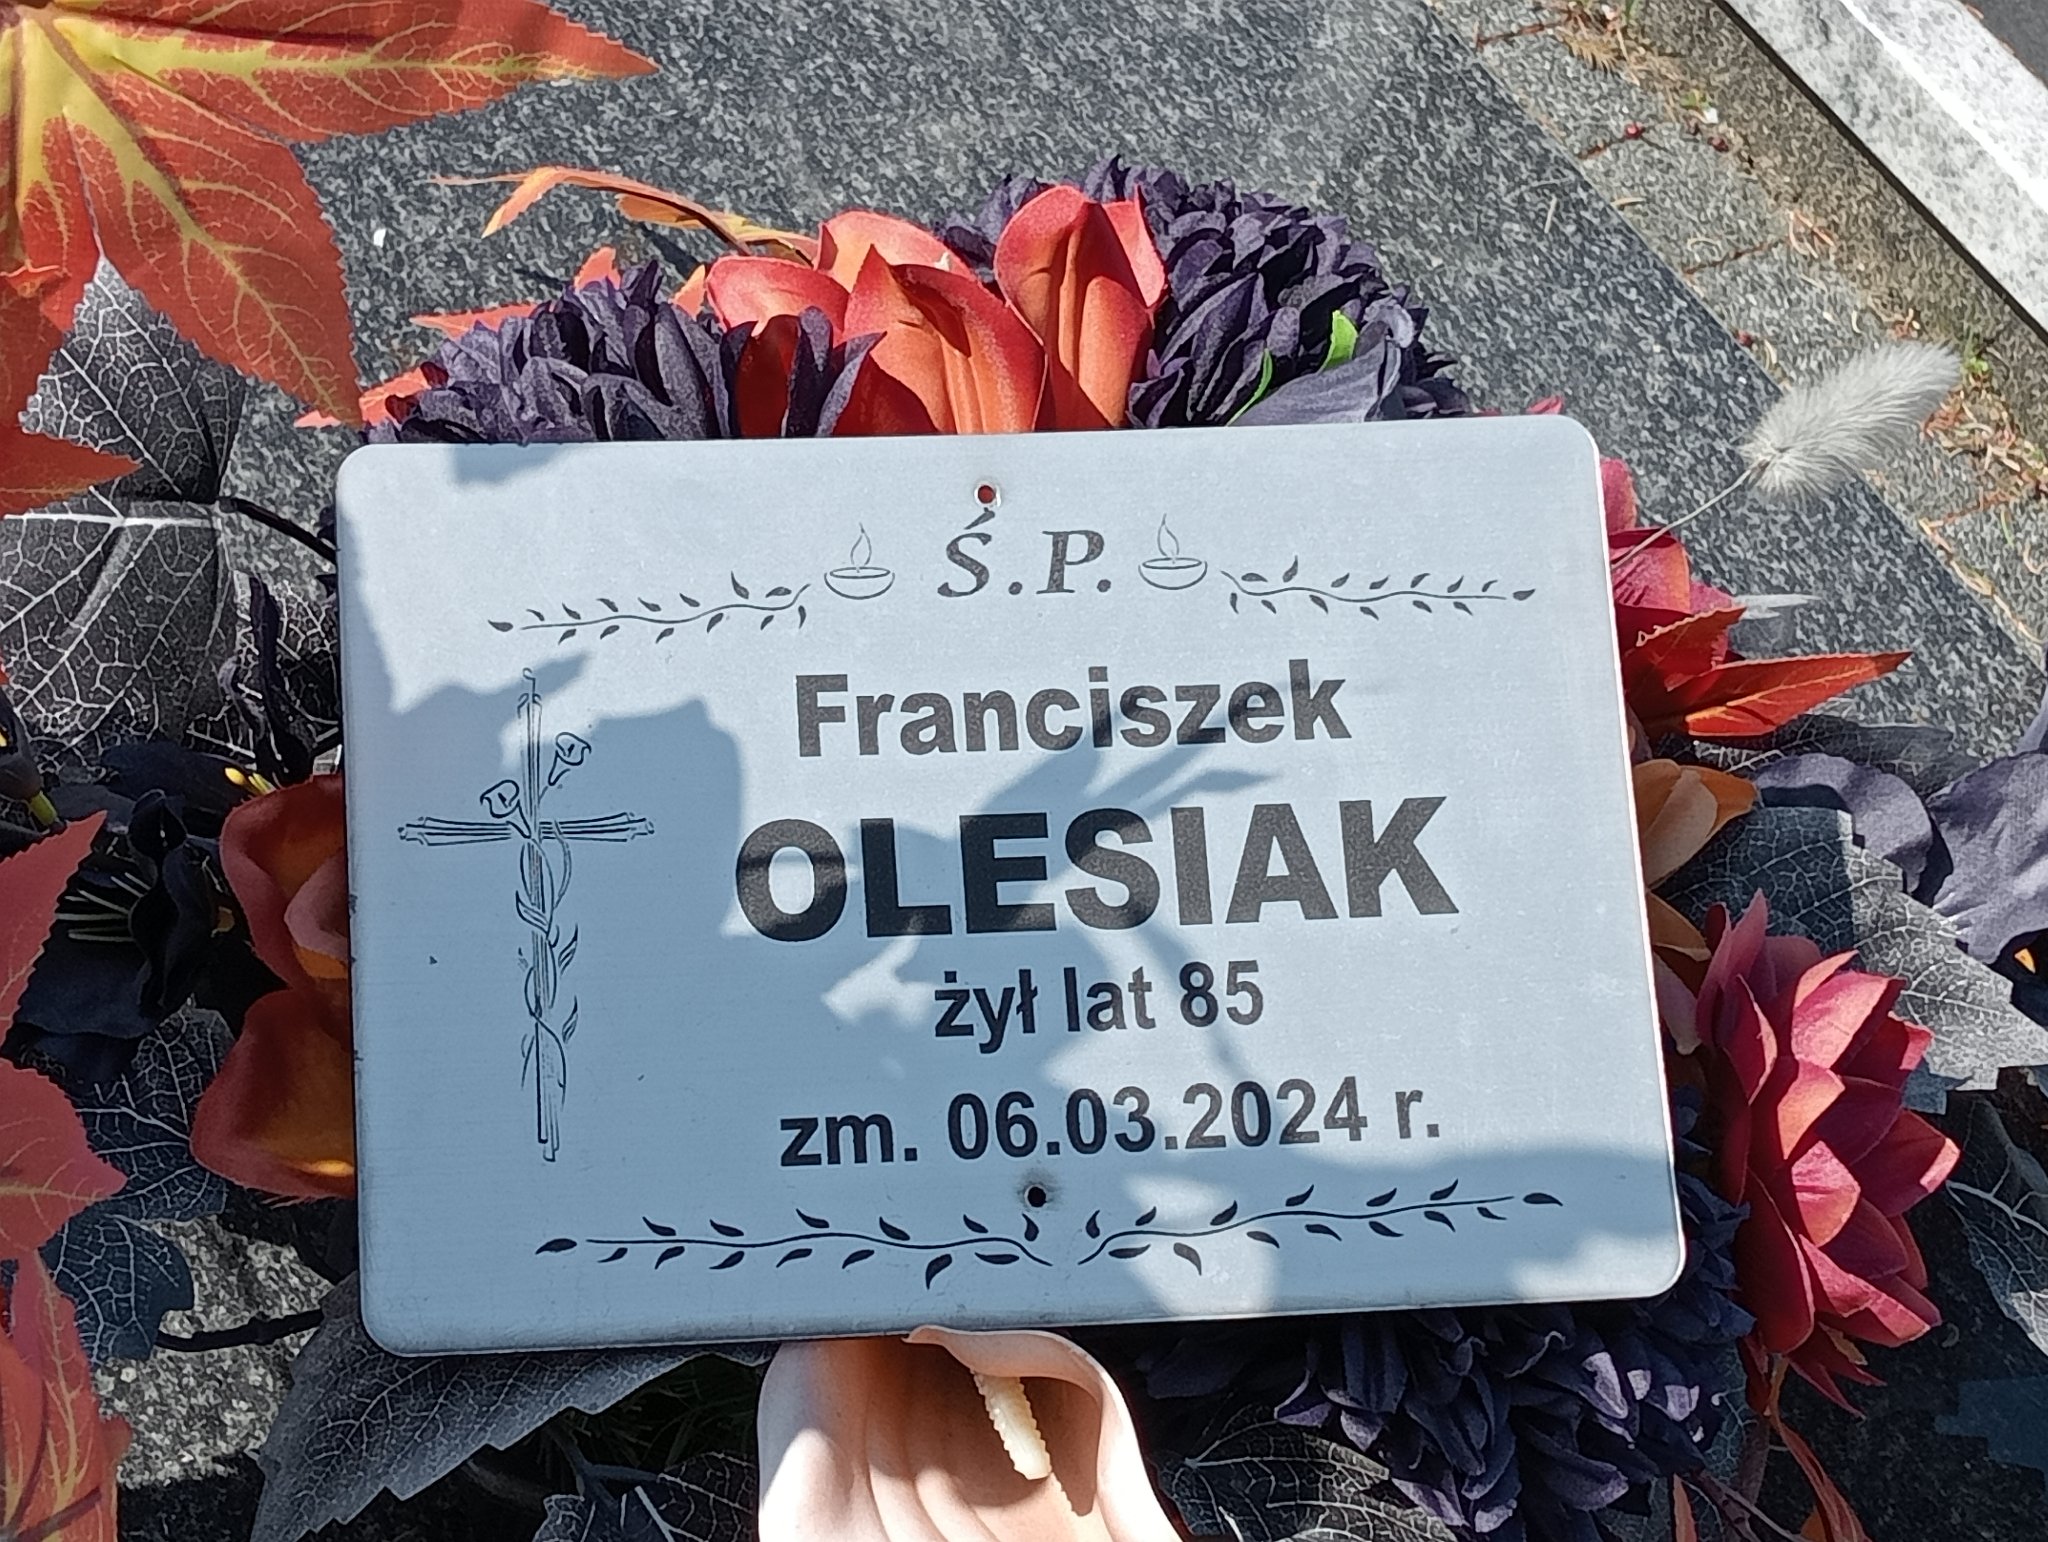 Ś.P.
Franciszek
OLESIAK
żył lat 85
zm. 06.03.2024 r.